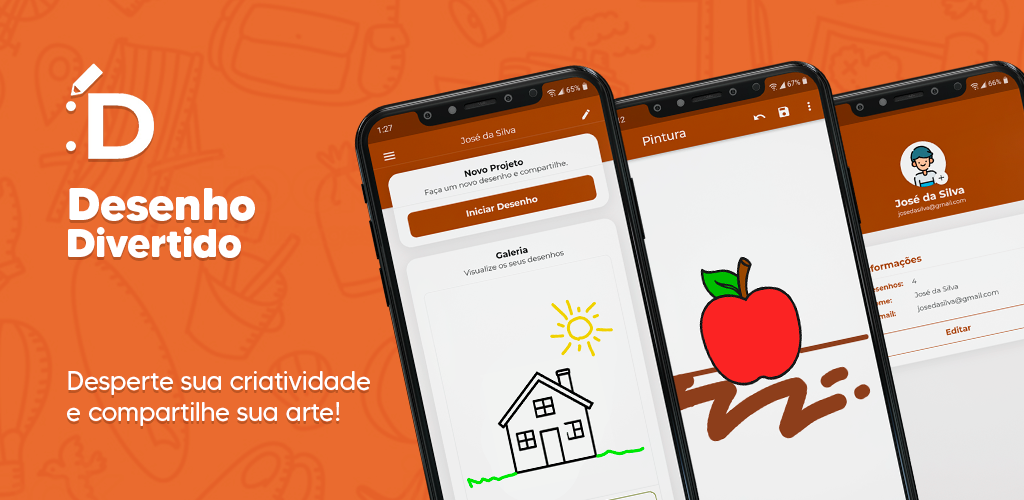 D
Desenho
Divertido
Desperte sua criatividade
e compartilhe sua arte!
1:27
65%
José da Silva
Novo Projeto
Faça um novo desenho e compartilhe.
Iniciar Desenho
Galeria
Visualize os seus desenhos
12
67%
Pintura
66%
José da Silva
josedasilva@gmail.com
nformações
esenhos: 4
ome: José da Silva
mail: josedasilva@gmail.com
Editar